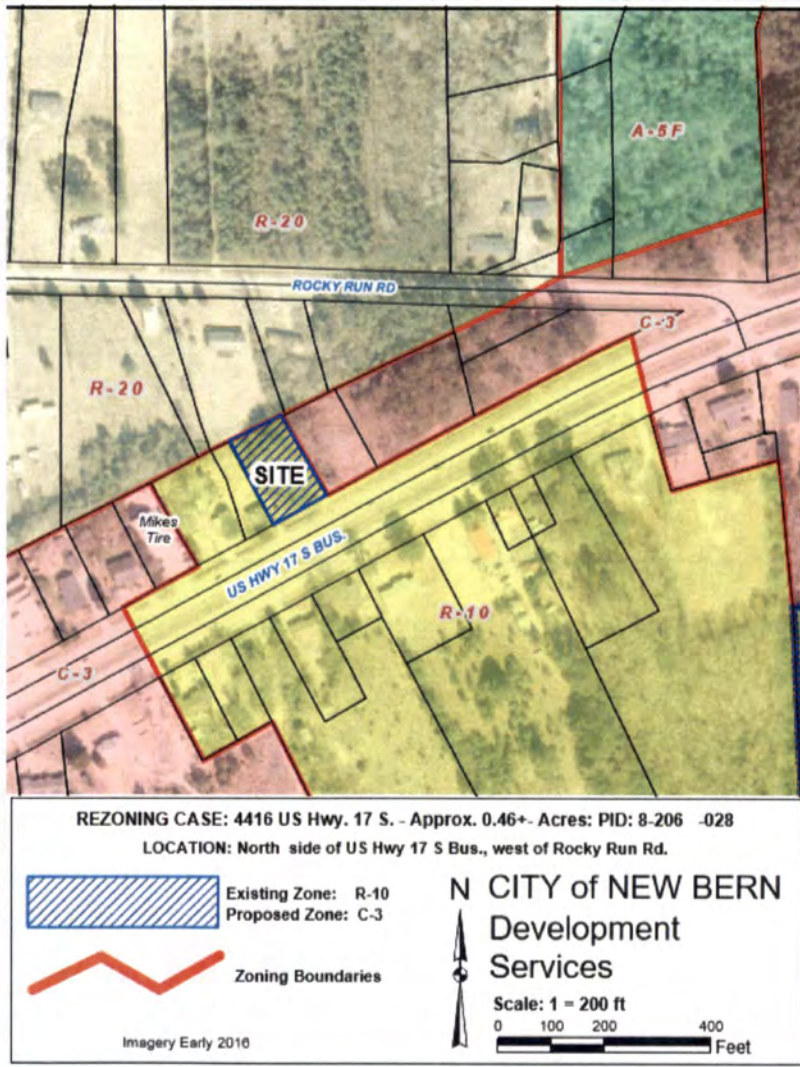 A-5F
R-20
ROCKY RUN RD
C-3
R-20
SITE
Mikes
Tire
US HWY 17 S BUS.
R-10
C-3
REZONING CASE: 4416 US Hwy. 17 S. - Approx. 0.46+- Acres: PID: 8-206 -028
LOCATION: North side of US Hwy 17 S Bus., west of Rocky Run Rd.
Existing Zone: R-10
Proposed Zone: C-3
Zoning Boundaries
Imagery Early 2016
N
CITY of NEW BERN
Development
Services
Scale: 1 = 200 ft
0 100 200 400
Feet